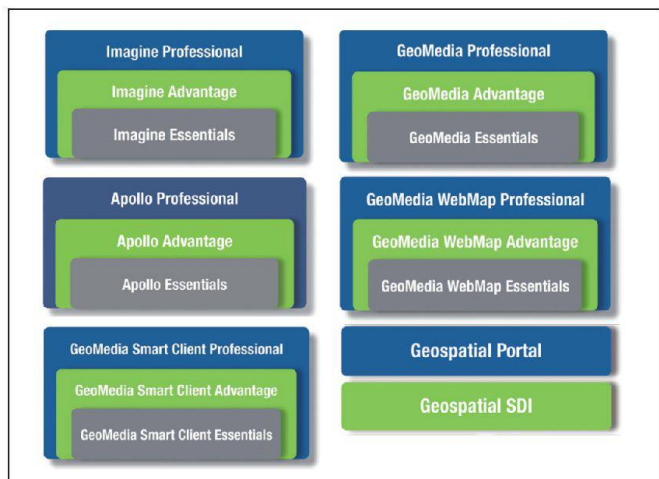 Imagine Professional
Imagine Advantage
Imagine Essentials
GeoMedia Professional
GeoMedia Advantage
GeoMedia Essentials
Apollo Professional
Apollo Advantage
Apollo Essentials
GeoMedia WebMap Professional
GeoMedia WebMap Advantage
GeoMedia WebMap Essentials
GeoMedia Smart Client Professional
GeoMedia Smart Client Advantage
GeoMedia Smart Client Essentials
Geospatial Portal
Geospatial SDI